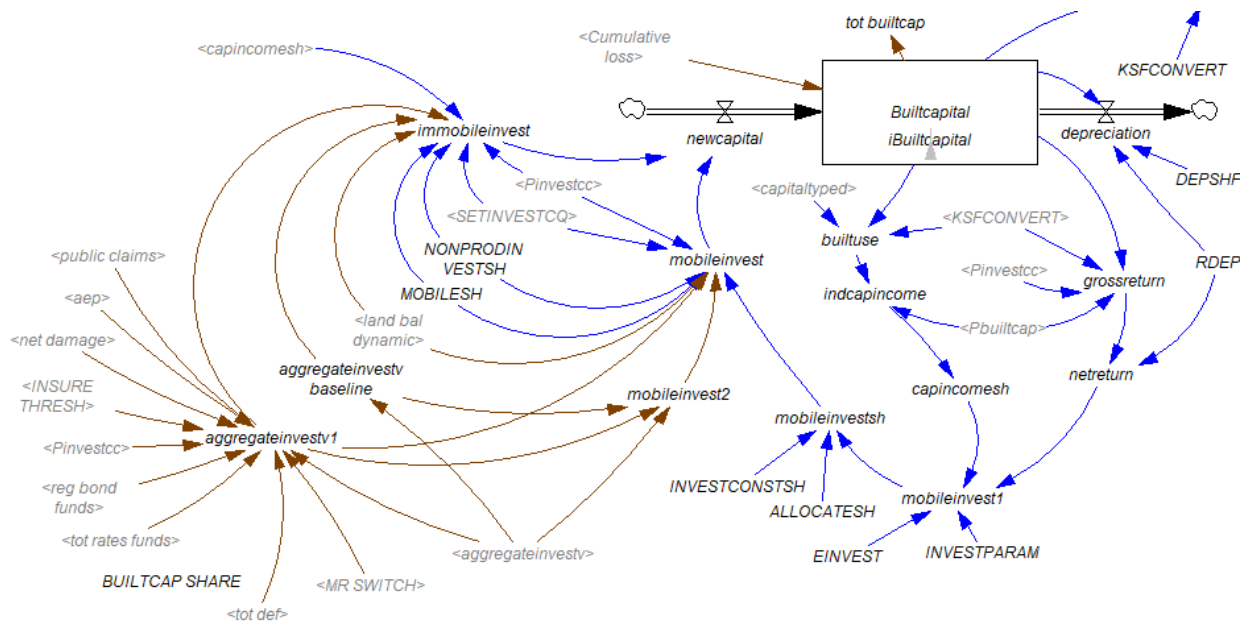 tot builtcap
<Cumulative
loss>
<capincomesh>
KSFCONVERT
Builtcapital
iBuiltcapital
immobileinvest
newcapital
depreciation
<Pinvestcc>
<capitaltyped>
DEPSHF
<SETINVESTCQ>
<KSFCONVERT>
builtuse
NONPRODIN
VESTSH
<public claims>
mobileinvest
<Pinvestcc>
RDEP
grossreturn
MOBILESH
indcapincome
<aep>
<land bal
dynamic>
<Pbuiltcap>
<net damage>
aggregateinvestv
baseline
netreturn
<INSURE
THRESH>
mobileinvest2
capincomesh
mobileinvestsh
aggregateinvestv1
<Pinvestcc>
<reg bond
funds>
INVESTCONSTSH
ALLOCATESH
mobileinvest1
<tot rates funds>
<aggregateinvestv>
EINVEST
INVESTPARAM
BUILTCAP SHARE
<MR SWITCH>
<tot def>